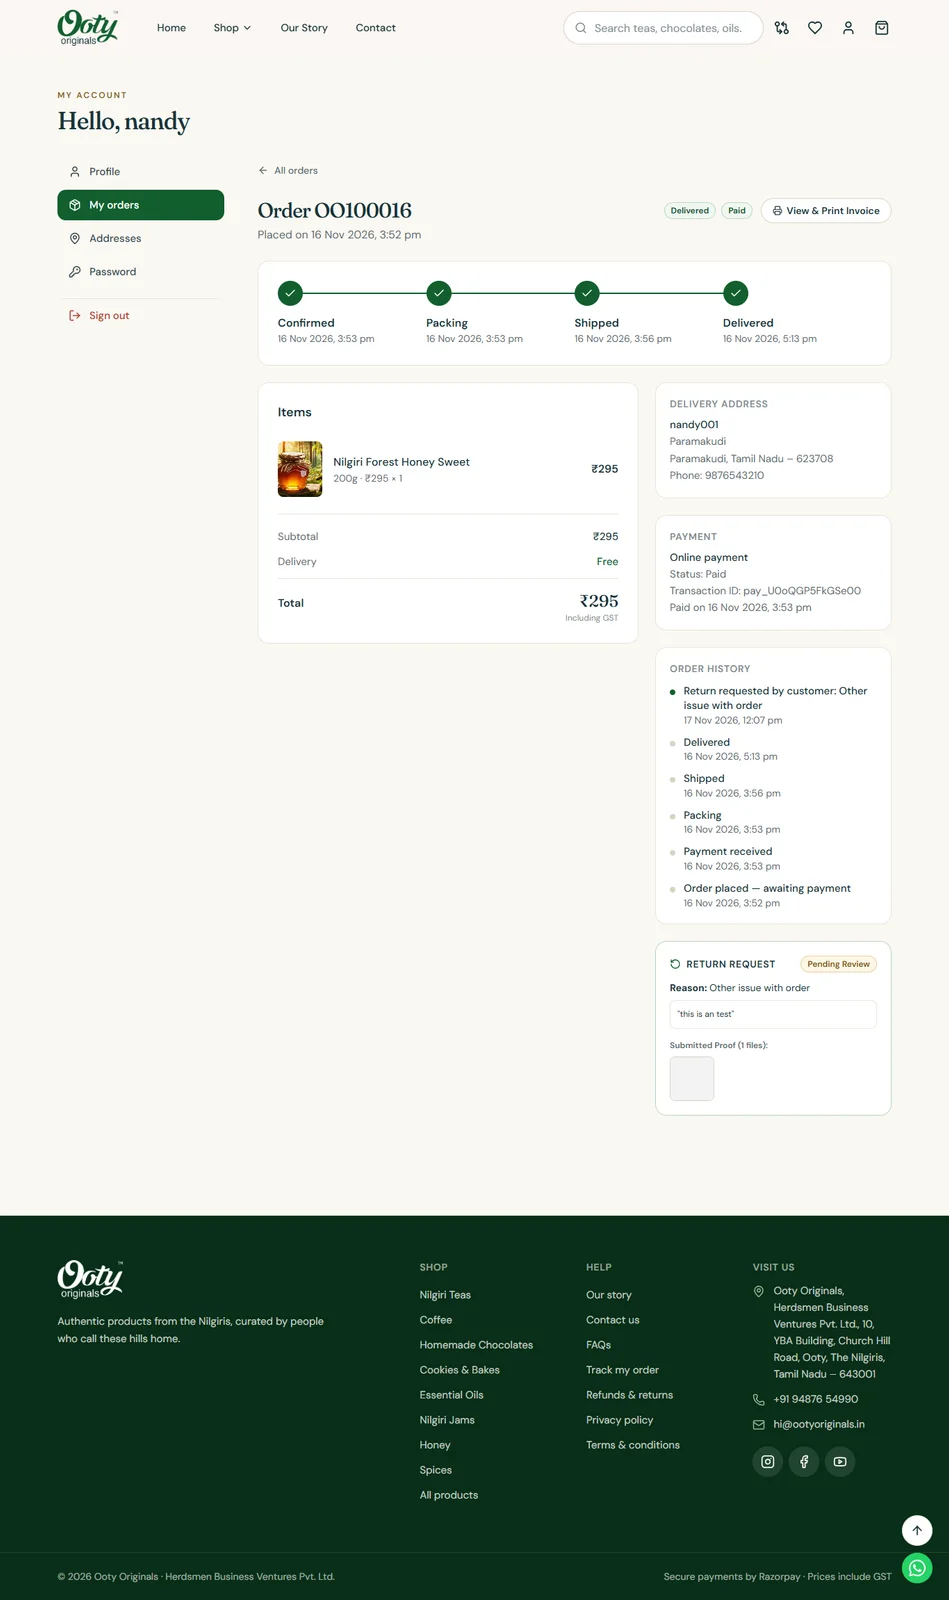 Ooty
originals
™
Home
Shop
Our Story
Contact
Search teas, chocolates, oils.
MY ACCOUNT
Hello, nandy
Profile
My orders
Addresses
Password
Sign out
All orders
Order OO100016
Placed on 16 Nov 2026, 3:52 pm
Delivered
Paid
View & Print Invoice
Confirmed
16 Nov 2026, 3:53 pm
Packing
16 Nov 2026, 3:53 pm
Shipped
16 Nov 2026, 3:56 pm
Delivered
16 Nov 2026, 5:13 pm
Items
Nilgiri Forest Honey Sweet
200g · ₹295 × 1
₹295
Subtotal ₹295
Delivery Free
Total ₹295
Including GST
DELIVERY ADDRESS
nandy001
Paramakudi
Paramakudi, Tamil Nadu – 623708
Phone: 9876543210
PAYMENT
Online payment
Status: Paid
Transaction ID: pay_U0oQGP5FkGSe00
Paid on 16 Nov 2026, 3:53 pm
ORDER HISTORY
Return requested by customer: Other
issue with order
17 Nov 2026, 12:07 pm
Delivered
16 Nov 2026, 5:13 pm
Shipped
16 Nov 2026, 3:56 pm
Packing
16 Nov 2026, 3:53 pm
Payment received
16 Nov 2026, 3:53 pm
Order placed — awaiting payment
16 Nov 2026, 3:52 pm
RETURN REQUEST
Pending Review
Reason: Other issue with order
"this is an test"
Submitted Proof (1 files):
Ooty
originals
™
Authentic products from the Nilgiris, curated by people
who call these hills home.
SHOP
Nilgiri Teas
Coffee
Homemade Chocolates
Cookies & Bakes
Essential Oils
Nilgiri Jams
Honey
Spices
All products
HELP
Our story
Contact us
FAQs
Track my order
Refunds & returns
Privacy policy
Terms & conditions
VISIT US
Ooty Originals,
Herdsmen Business
Ventures Pvt. Ltd., 10,
YBA Building, Church Hill
Road, Ooty, The Nilgiris,
Tamil Nadu – 643001
+91 94876 54990
hi@ootyoriginals.in
© 2026 Ooty Originals · Herdsmen Business Ventures Pvt. Ltd.
Secure payments by Razorpay · Prices include GST